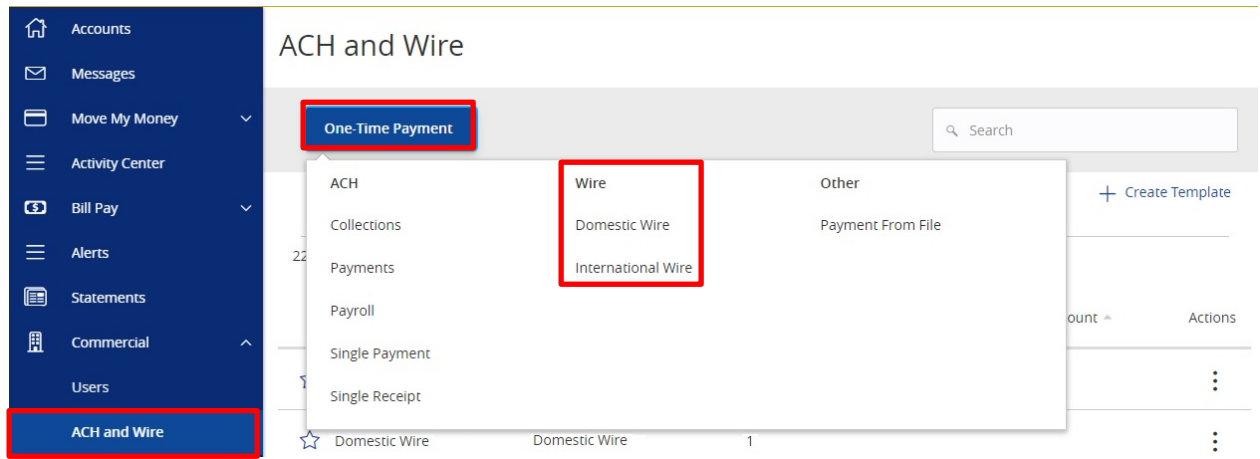 Accounts
Messages
Move My Money
Activity Center
Bill Pay
Alerts
Statements
Commercial
Users
ACH and Wire
ACH and Wire
One-Time Payment
Search
ACH
Collections
Payments
Payroll
Single Payment
Single Receipt
Wire
Domestic Wire
International Wire
Other
Payment From File
+ Create Template
22
ount Actions
Domestic Wire Domestic Wire 1